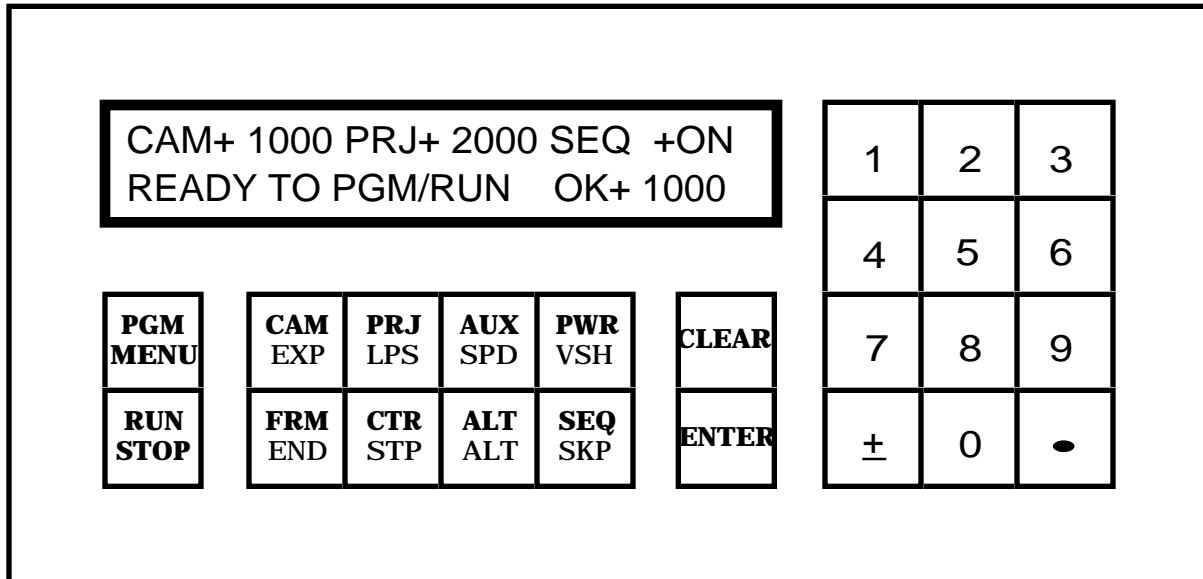 CAM+ 1000 PRJ+ 2000 SEQ +ON
READY TO PGM/RUN OK+ 1000
1 2 3
4 5 6
PGM
MENU
CAM
EXP
PRJ
LPS
AUX
SPD
PWR
VSH
CLEAR
7 8 9
RUN
STOP
FRM
END
CTR
STP
ALT
ALT
SEQ
SKP
ENTER
± 0 •